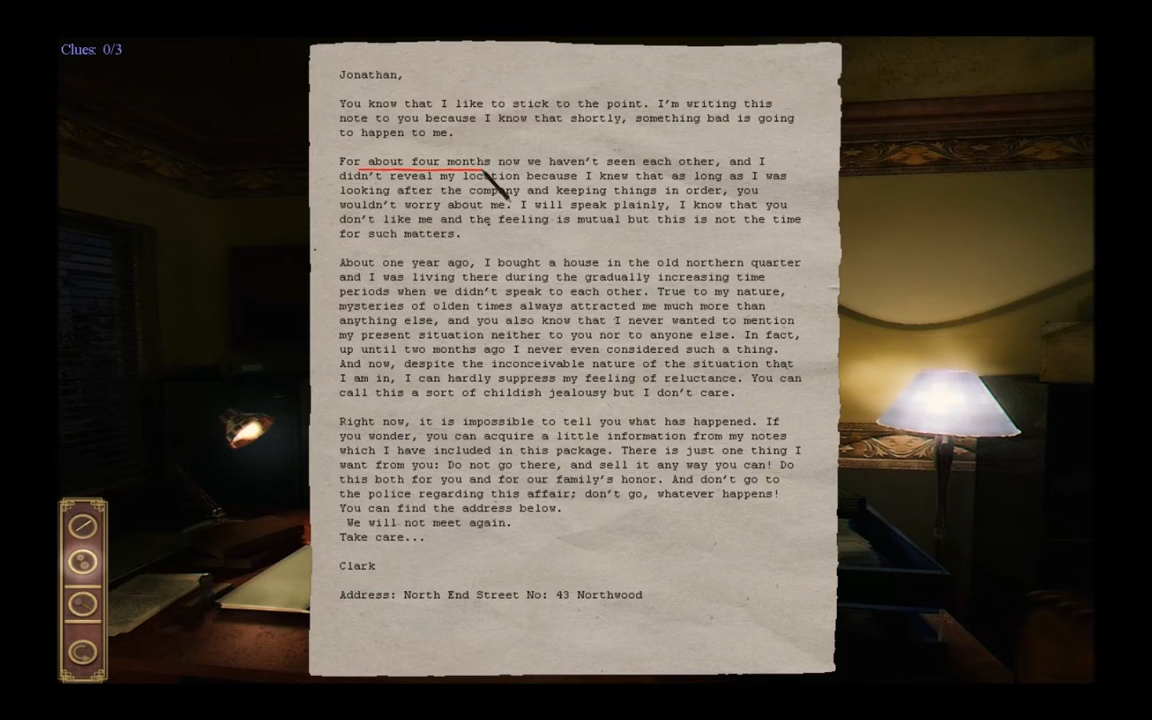 Clues: 0/3
Jonathan,
You know that I like to stick to the point. I'm writing this
note to you because I know that shortly, something bad is going
to happen to me.
For about four months now we haven't seen each other, and I
didn't reveal my location because I knew that as long as I was
looking after the company and keeping things in order, you
wouldn't worry about me. I will speak plainly, I know that you
don't like me and the feeling is mutual but this is not the time
for such matters.
About one year ago, I bought a house in the old northern quarter
and I was living there during the gradually increasing time
periods when we didn't speak to each other. True to my nature,
mysteries of olden times always attracted me much more than
anything else, and you also know that I never wanted to mention
my present situation neither to you nor to anyone else. In fact,
up until two months ago I never even considered such a thing.
And now, despite the inconceivable nature of the situation that
I am in, I can hardly suppress my feeling of reluctance. You can
call this a sort of childish jealousy but I don't care.
Right now, it is impossible to tell you what has happened. If
you wonder, you can acquire a little information from my notes
which I have included in this package. There is just one thing I
want from you: Do not go there, and sell it any way you can! Do
this both for you and for our family's honor. And don't go to
the police regarding this affair; don't go, whatever happens!
You can find the address below.
We will not meet again.
Take care...
Clark
Address: North End Street No: 43 Northwood